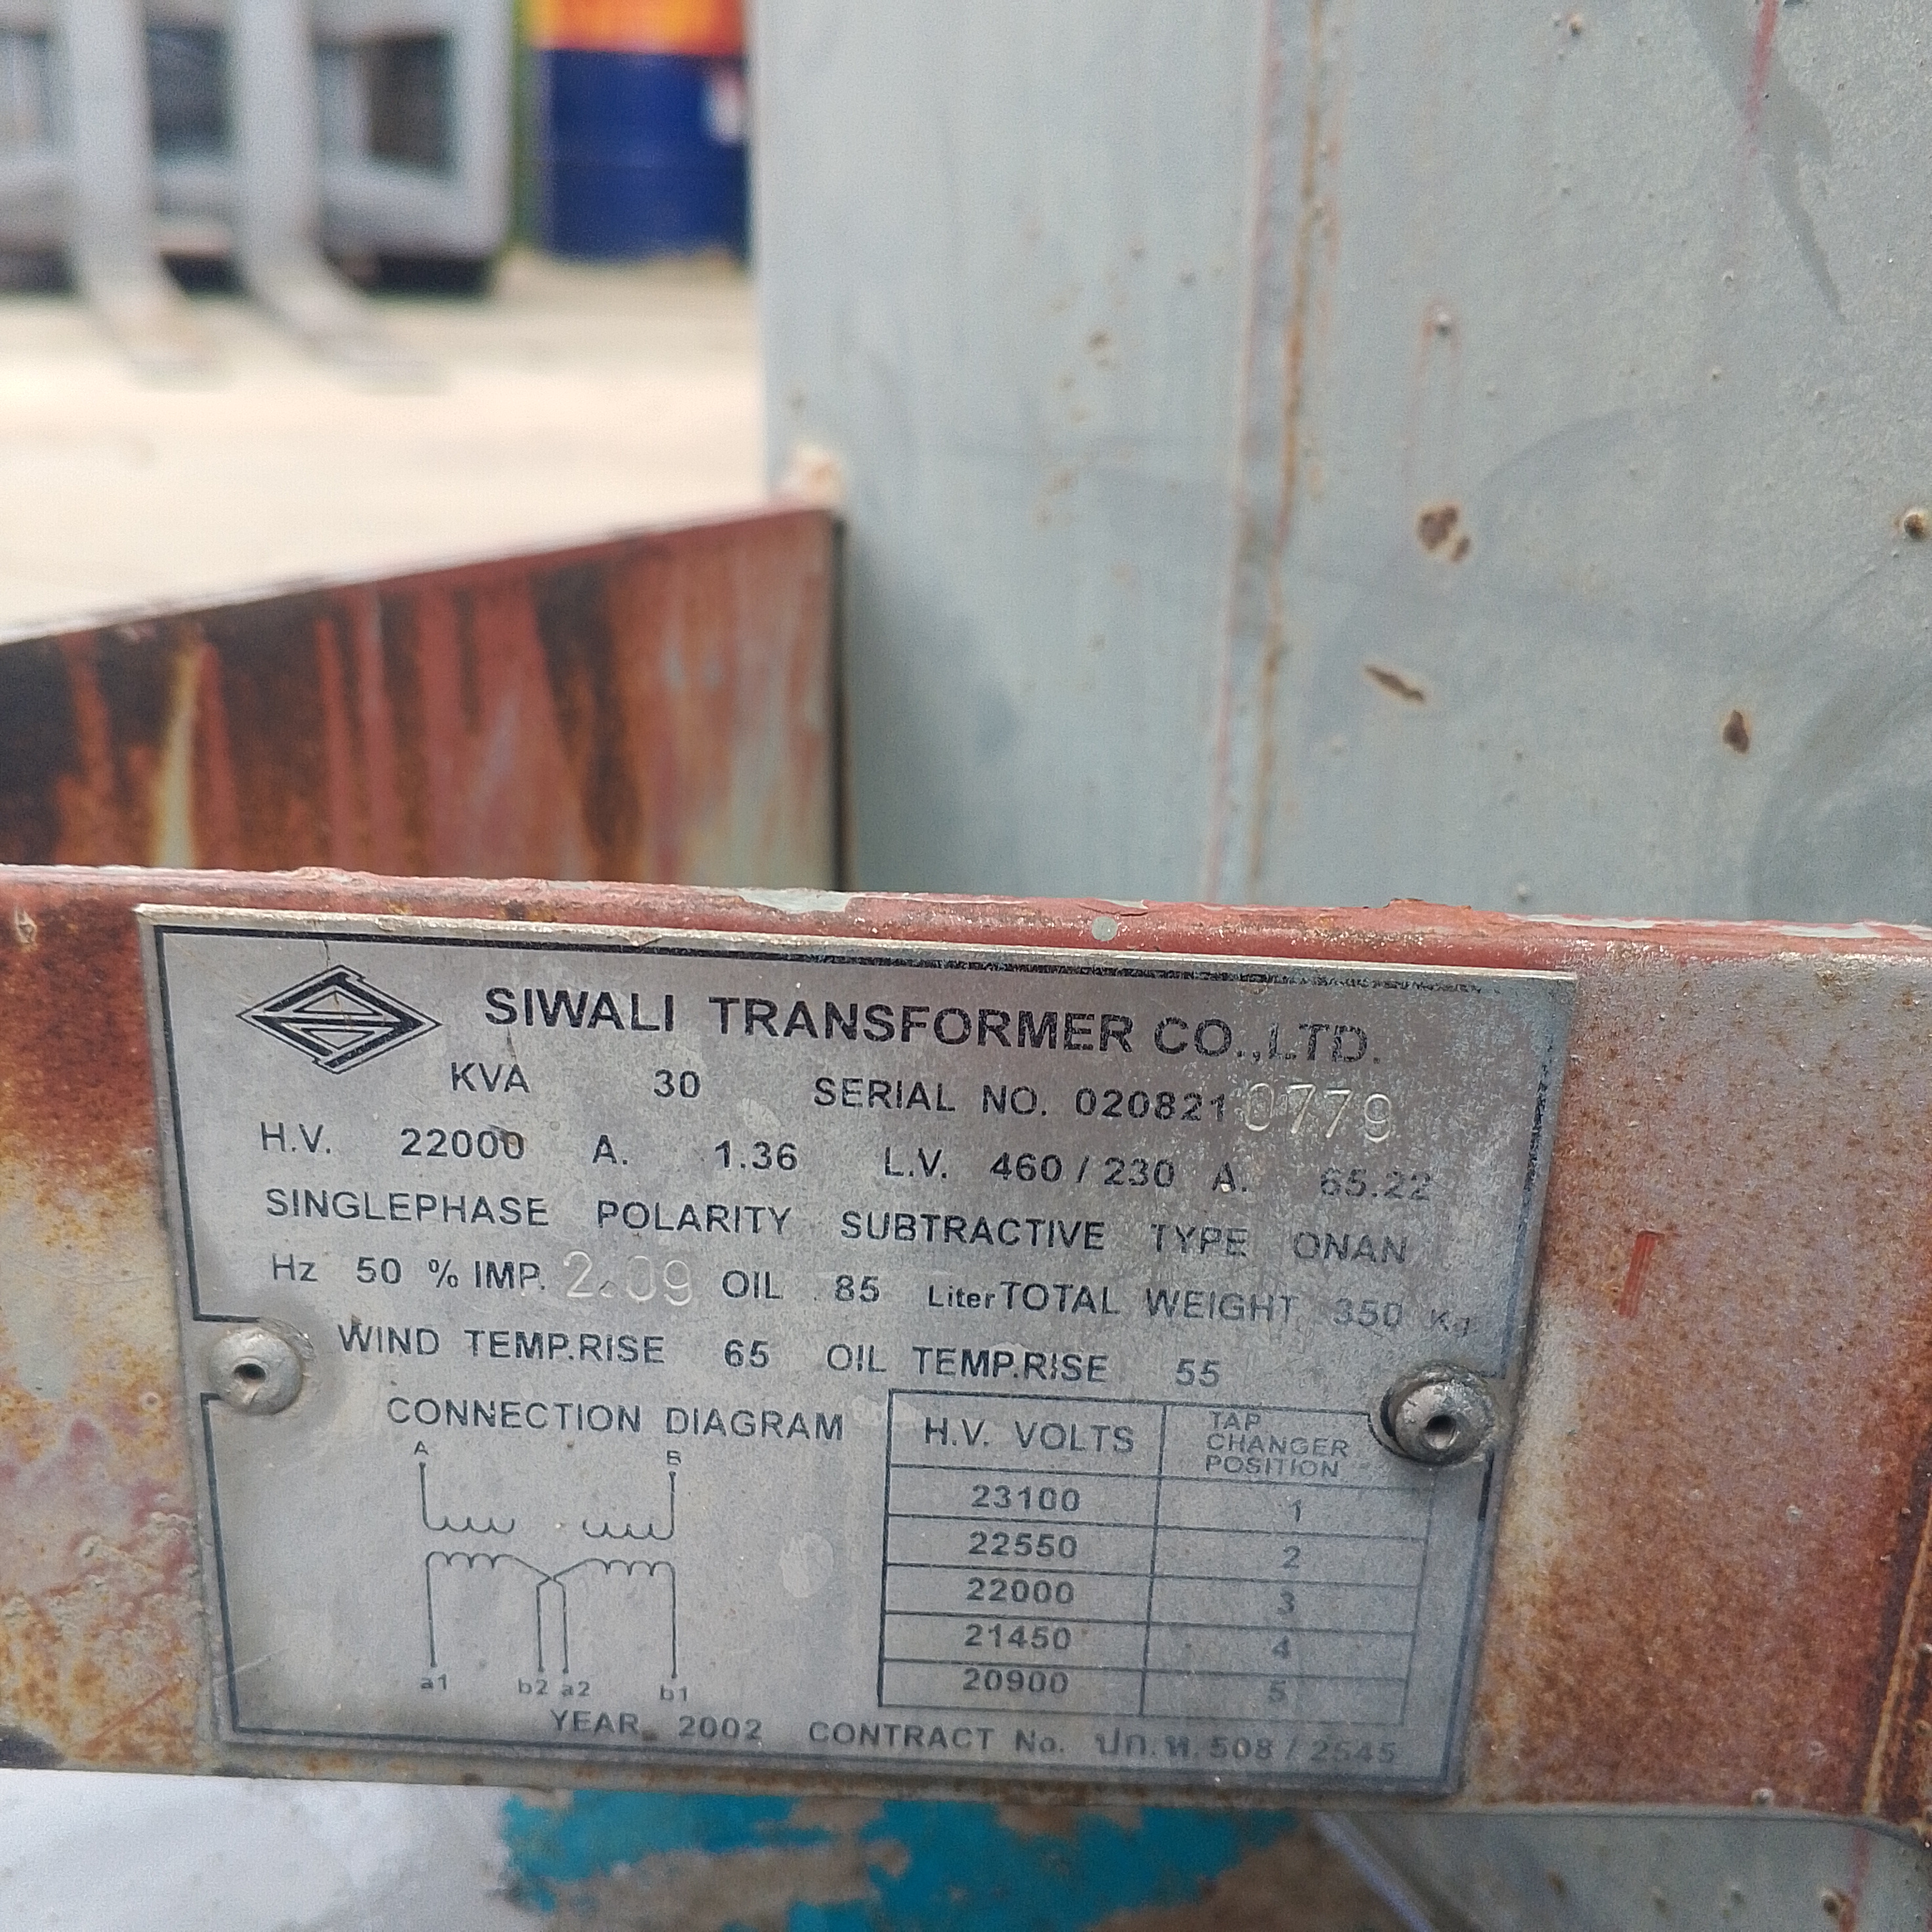 SIWALI TRANSFORMER CO.,LTD.
KVA 30 SERIAL NO. 0208210779
H.V. 22000 A. 1.36 L.V. 460 / 230 A. 65.22
SINGLEPHASE POLARITY SUBTRACTIVE TYPE ONAN
Hz 50 % IMP. 2.09 OIL 85 Liter TOTAL WEIGHT 350 Kg
WIND TEMP.RISE 65 OIL TEMP.RISE 55
CONNECTION DIAGRAM
A B
a1 b2 a2 b1
H.V. VOLTS TAP CHANGER POSITION
23100 1
22550 2
22000 3
21450 4
20900 5
YEAR 2002 CONTRACT No. ปก.ห. 508 / 2545